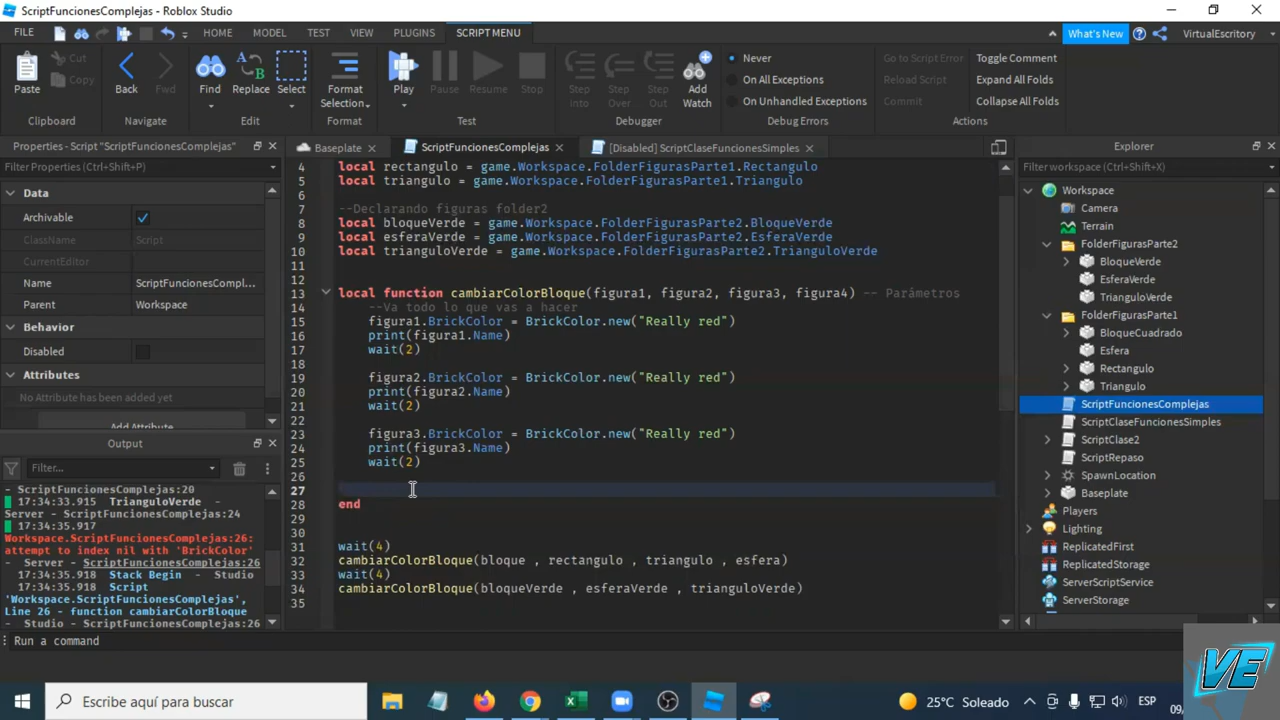 ScriptFuncionesComplejas - Roblox Studio
FILE HOME MODEL TEST VIEW PLUGINS SCRIPT MENU What's New VirtualEscritory
Paste Cut Copy Back Fwd Find Replace Select Format Selection... Play Pause Resume Stop Step Into Step Over Step Out Add Watch
Never
On All Exceptions
On Unhandled Exceptions
Go to Script Error
Reload Script
Commit
Toggle Comment
Expand All Folds
Collapse All Folds
Clipboard Navigate Edit Format Test Debugger Debug Errors Actions
Properties - Script "ScriptFuncionesComplejas"
Filter Properties (Ctrl+Shift+P)
Data
Archivable
ClassName Script
CurrentEditor
Name ScriptFuncionesCompl...
Parent Workspace
Behavior
Disabled
Attributes
No Attribute has been added yet
Add Attribute
Output
Filter...
- ScriptFuncionesComplejas:20
17:34:33.915 TrianguloVerde -
Server - ScriptFuncionesComplejas:24
17:34:35.917
Workspace.ScriptFuncionesComplejas:26:
attempt to index nil with 'BrickColor'
- Server - ScriptFuncionesComplejas:26
17:34:35.918 Stack Begin - Studio
17:34:35.918 Script
'Workspace.ScriptFuncionesComplejas',
Line 26 - function cambiarColorBloque
- Studio - ScriptFuncionesComplejas:26
Baseplate ScriptFuncionesComplejas [Disabled] ScriptClaseFuncionesSimples
4 local rectangulo = game.Workspace.FolderFigurasParte1.Rectangulo
5 local triangulo = game.Workspace.FolderFigurasParte1.Triangulo
6
7 --Declarando figuras folder2
8 local bloqueVerde = game.Workspace.FolderFigurasParte2.BloqueVerde
9 local esferaVerde = game.Workspace.FolderFigurasParte2.EsferaVerde
10 local trianguloVerde = game.Workspace.FolderFigurasParte2.TrianguloVerde
11
12
13 local function cambiarColorBloque(figura1, figura2, figura3, figura4) -- Parámetros
14 --Va todo lo que vas a hacer
15 figura1.BrickColor = BrickColor.new("Really red")
16 print(figura1.Name)
17 wait(2)
18
19 figura2.BrickColor = BrickColor.new("Really red")
20 print(figura2.Name)
21 wait(2)
22
23 figura3.BrickColor = BrickColor.new("Really red")
24 print(figura3.Name)
25 wait(2)
26
27
28 end
29
30
31 wait(4)
32 cambiarColorBloque(bloque , rectangulo , triangulo , esfera)
33 wait(4)
34 cambiarColorBloque(bloqueVerde , esferaVerde , trianguloVerde)
35
Explorer
Filter workspace (Ctrl+Shift+X)
Workspace
Camera
Terrain
FolderFigurasParte2
BloqueVerde
EsferaVerde
TrianguloVerde
FolderFigurasParte1
BloqueCuadrado
Esfera
Rectangulo
Triangulo
ScriptFuncionesComplejas
ScriptClaseFuncionesSimples
ScriptClase2
ScriptRepaso
SpawnLocation
Baseplate
Players
Lighting
ReplicatedFirst
ReplicatedStorage
ServerScriptService
ServerStorage
Run a command
VE
Escribe aquí para buscar
25°C Soleado ESP
09/